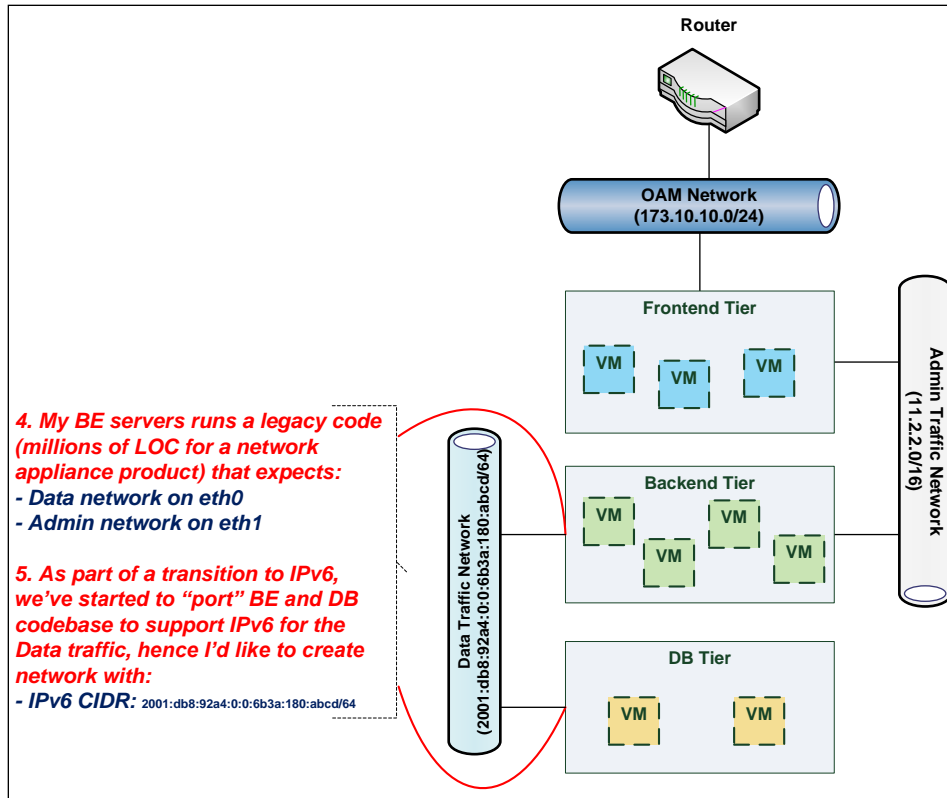 Router
OAM Network
(173.10.10.0/24)
Frontend Tier
VM
VM
VM
Admin Traffic Network
(11.2.2.0/16)
4. My BE servers runs a legacy code
(millions of LOC for a network
appliance product) that expects:
- Data network on eth0
- Admin network on eth1
5. As part of a transition to IPv6,
we’ve started to “port” BE and DB
codebase to support IPv6 for the
Data traffic, hence I’d like to create
network with:
- IPv6 CIDR: 2001:db8:92a4:0:0:6b3a:180:abcd/64
Data Traffic Network
(2001:db8:92a4:0:0:6b3a:180:abcd/64)
Backend Tier
VM
VM
VM
VM
DB Tier
VM
VM